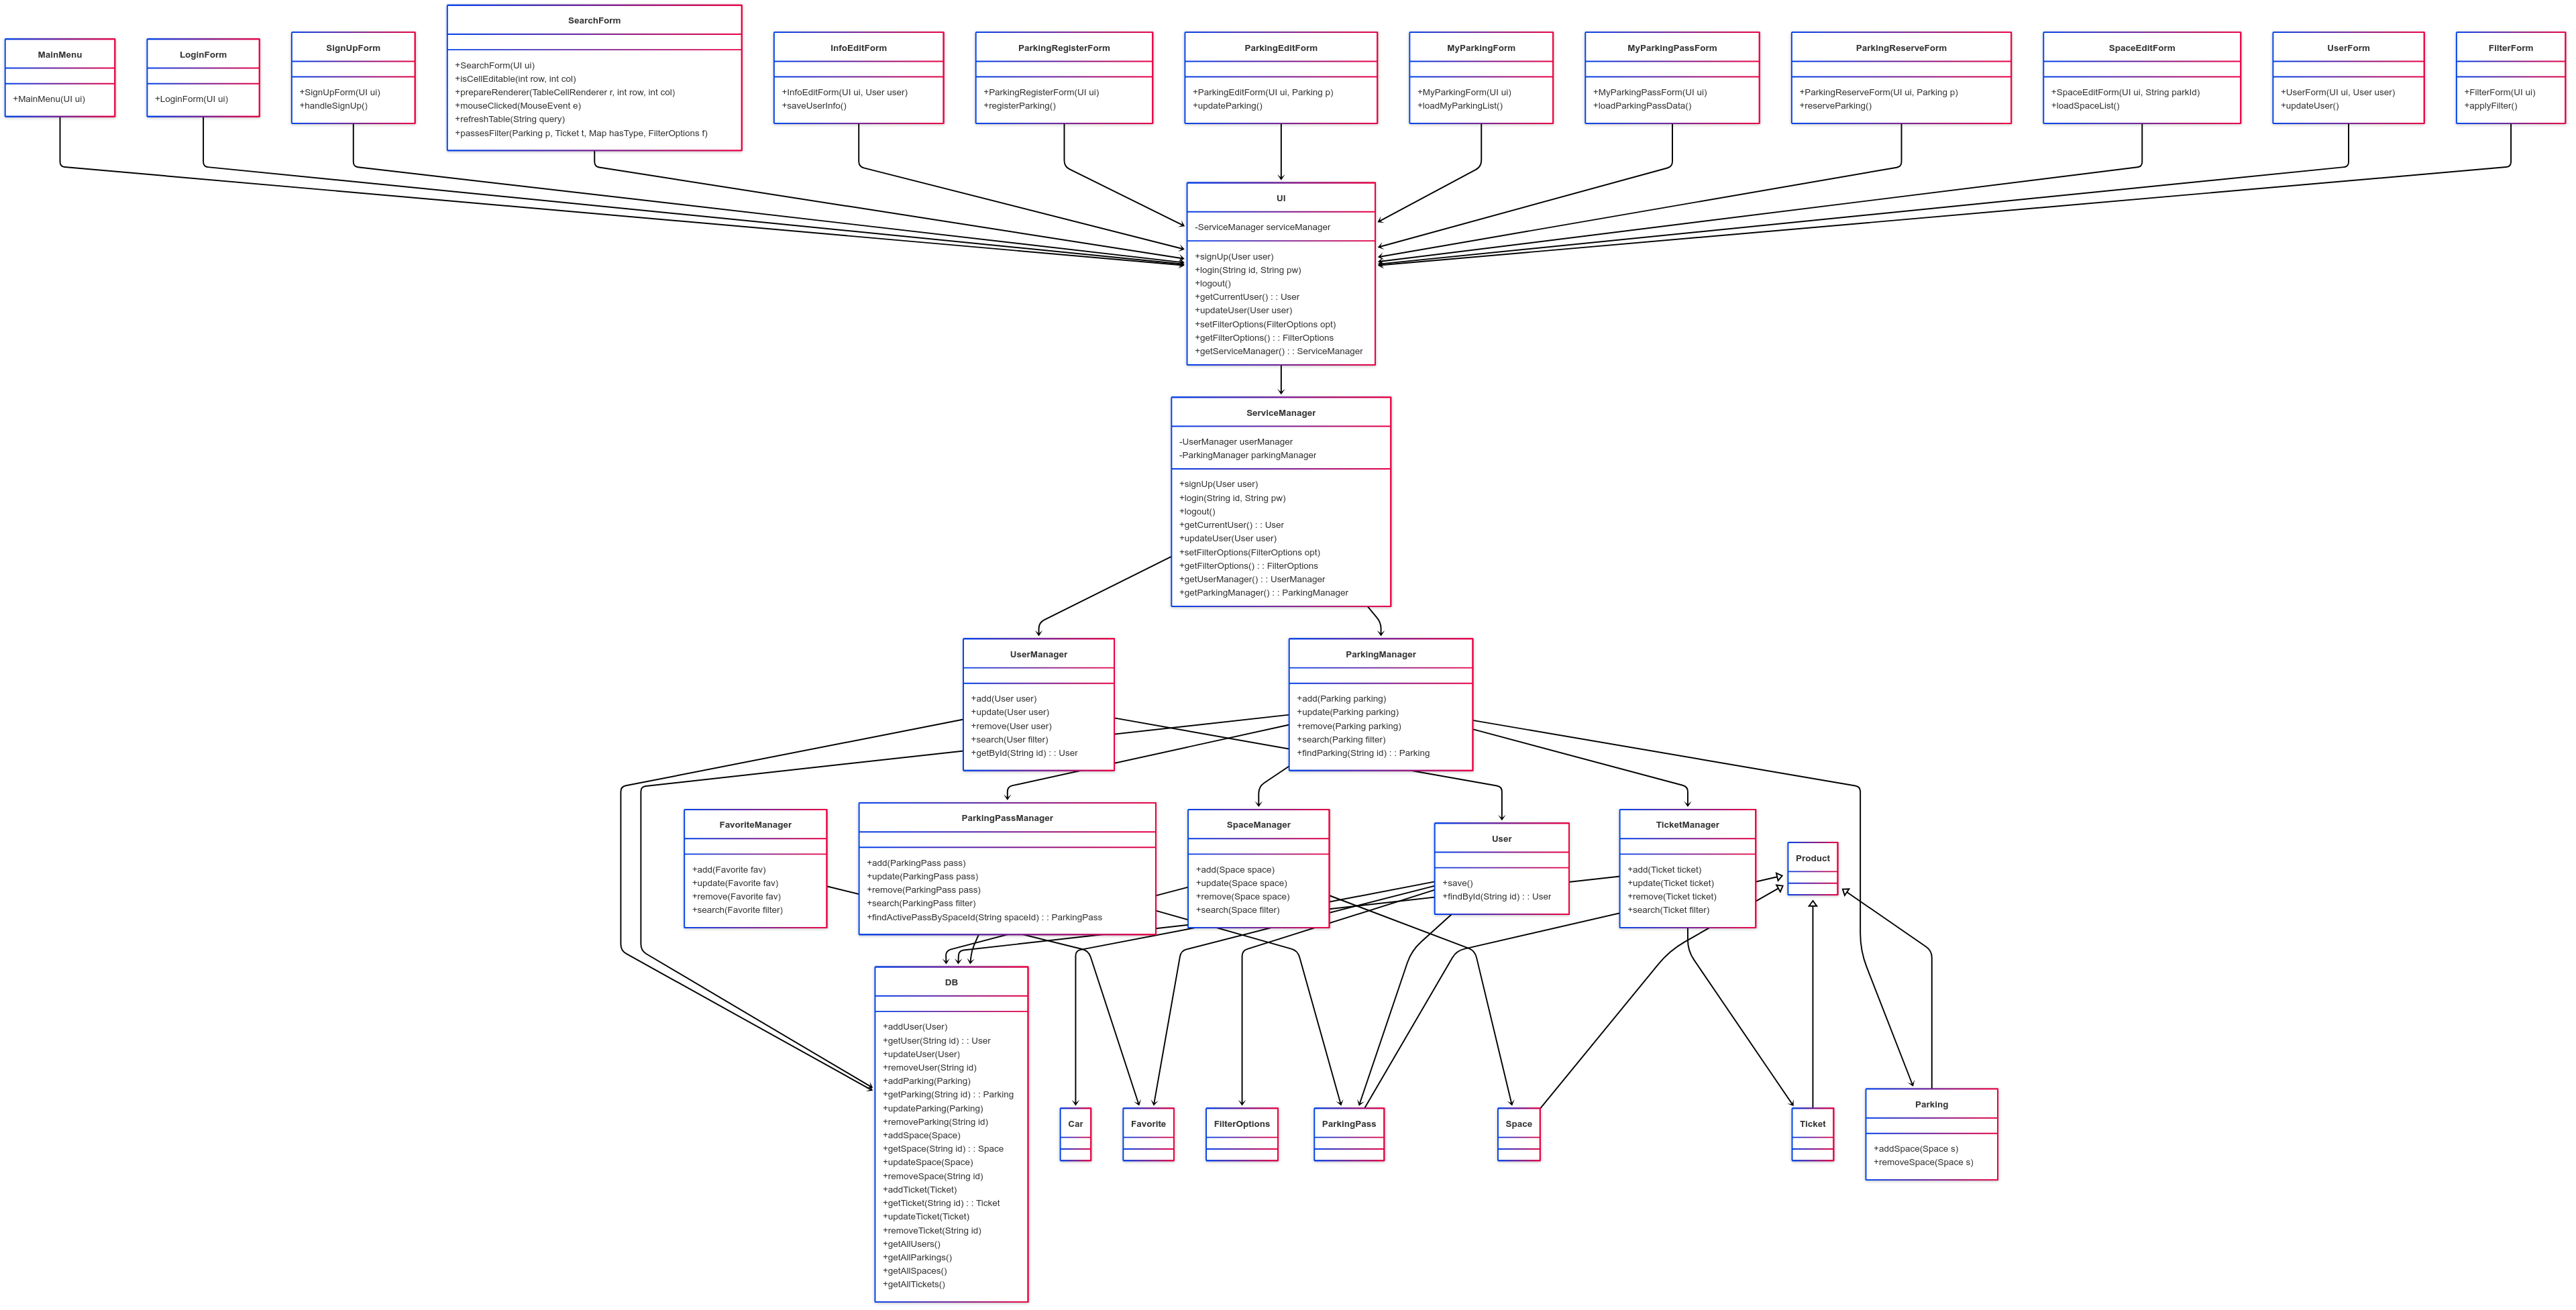 MainMenu
+MainMenu(UI ui)
LoginForm
+LoginForm(UI ui)
SignUpForm
+SignUpForm(UI ui)
+handleSignUp()
SearchForm
+SearchForm(UI ui)
+isCellEditable(int row, int col)
+prepareRenderer(TableCellRenderer r, int row, int col)
+mouseClicked(MouseEvent e)
+refreshTable(String query)
+passesFilter(Parking p, Ticket t, Map hasType, FilterOptions f)
InfoEditForm
+InfoEditForm(UI ui, User user)
+saveUserInfo()
ParkingRegisterForm
+ParkingRegisterForm(UI ui)
+registerParking()
ParkingEditForm
+ParkingEditForm(UI ui, Parking p)
+updateParking()
MyParkingForm
+MyParkingForm(UI ui)
+loadMyParkingList()
MyParkingPassForm
+MyParkingPassForm(UI ui)
+loadParkingPassData()
ParkingReserveForm
+ParkingReserveForm(UI ui, Parking p)
+reserveParking()
SpaceEditForm
+SpaceEditForm(UI ui, String parkId)
+loadSpaceList()
UserForm
+UserForm(UI ui, User user)
+updateUser()
FilterForm
+FilterForm(UI ui)
+applyFilter()
UI
-ServiceManager serviceManager
+signUp(User user)
+login(String id, String pw)
+logout()
+getCurrentUser() : : User
+updateUser(User user)
+setFilterOptions(FilterOptions opt)
+getFilterOptions() : : FilterOptions
+getServiceManager() : : ServiceManager
ServiceManager
-UserManager userManager
-ParkingManager parkingManager
+signUp(User user)
+login(String id, String pw)
+logout()
+getCurrentUser() : : User
+updateUser(User user)
+setFilterOptions(FilterOptions opt)
+getFilterOptions() : : FilterOptions
+getUserManager() : : UserManager
+getParkingManager() : : ParkingManager
UserManager
+add(User user)
+update(User user)
+remove(User user)
+search(User filter)
+getById(String id) : : User
ParkingManager
+add(Parking parking)
+update(Parking parking)
+remove(Parking parking)
+search(Parking filter)
+findParking(String id) : : Parking
FavoriteManager
+add(Favorite fav)
+update(Favorite fav)
+remove(Favorite fav)
+search(Favorite filter)
ParkingPassManager
+add(ParkingPass pass)
+update(ParkingPass pass)
+remove(ParkingPass pass)
+search(ParkingPass filter)
+findActivePassBySpaceId(String spaceId) : : ParkingPass
SpaceManager
+add(Space space)
+update(Space space)
+remove(Space space)
+search(Space filter)
User
+save()
+findById(String id) : : User
TicketManager
+add(Ticket ticket)
+update(Ticket ticket)
+remove(Ticket ticket)
+search(Ticket filter)
Product
DB
+addUser(User)
+getUser(String id) : : User
+updateUser(User)
+removeUser(String id)
+addParking(Parking)
+getParking(String id) : : Parking
+updateParking(Parking)
+removeParking(String id)
+addSpace(Space)
+getSpace(String id) : : Space
+updateSpace(Space)
+removeSpace(String id)
+addTicket(Ticket)
+getTicket(String id) : : Ticket
+updateTicket(Ticket)
+removeTicket(String id)
+getAllUsers()
+getAllParkings()
+getAllSpaces()
+getAllTickets()
Car
Favorite
FilterOptions
ParkingPass
Space
Ticket
Parking
+addSpace(Space s)
+removeSpace(Space s)